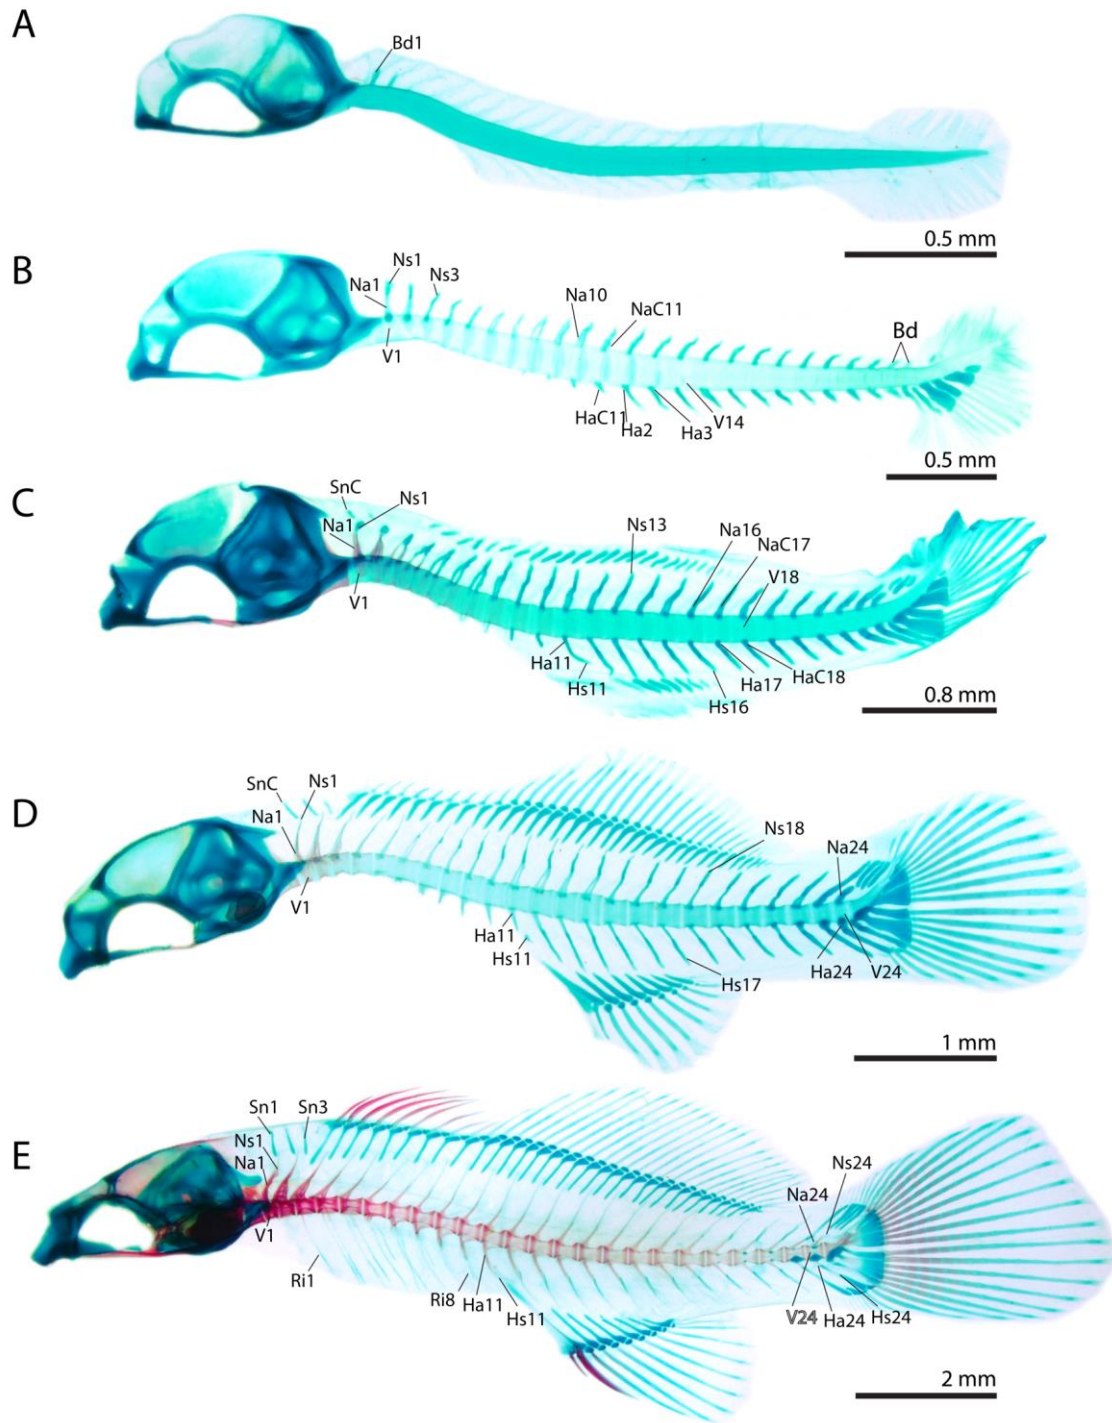 A
Bd1
0.5 mm
B
Ns1
Ns3
Na1
Na10
NaC11
Bd
V1
HaC11
Ha2
Ha3
V14
0.5 mm
C
SnC
Ns1
Na1
Ns13
Na16
NaC17
V18
V1
Ha11
Hs11
Hs16
Ha17
HaC18
0.8 mm
D
SnC
Ns1
Na1
Ns18
Na24
V1
Ha11
Hs11
Hs17
Ha24
V24
1 mm
E
Sn1
Sn3
Ns1
Na1
Ns24
Na24
V1
Ri1
Ri8
Ha11
Hs11
V24
Ha24
Hs24
2 mm